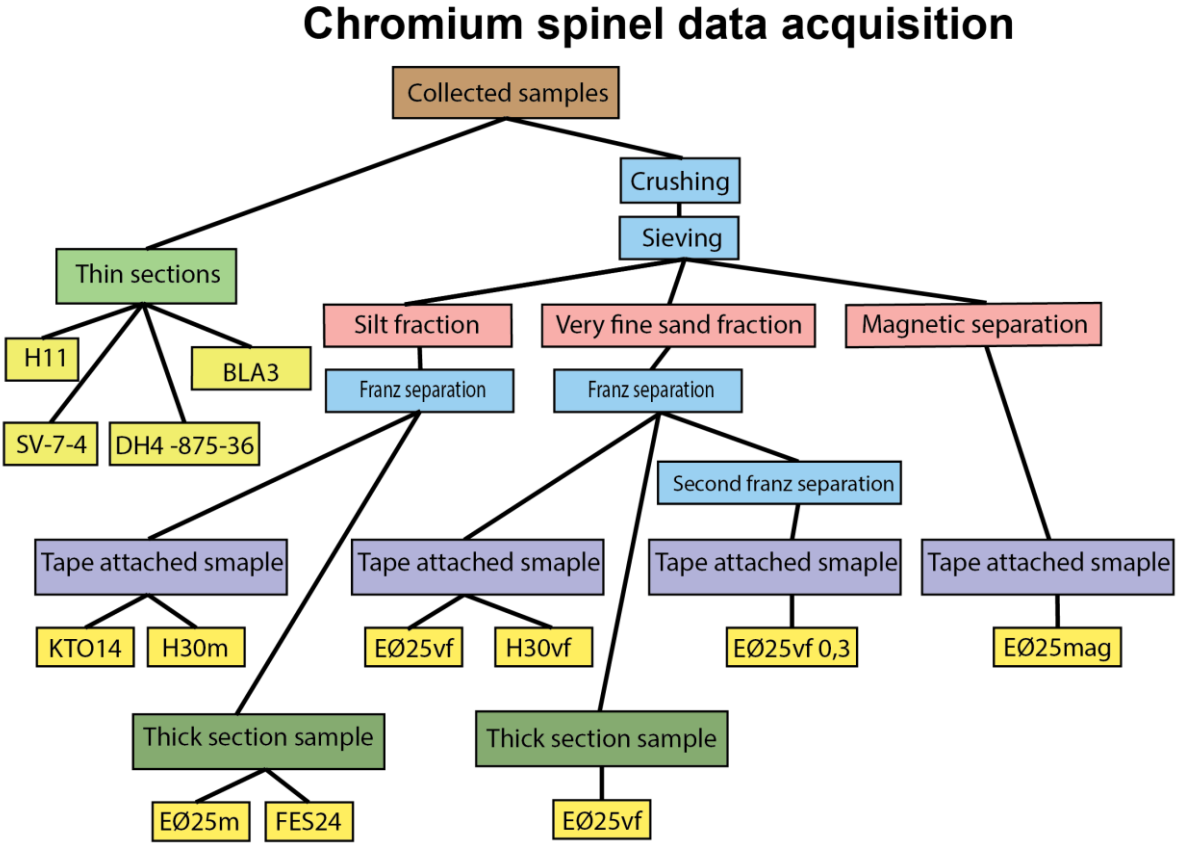 Chromium spinel data acquisition
Collected samples
Crushing
Sieving
Thin sections
Silt fraction
Very fine sand fraction
Magnetic separation
H11
BLA3
Franz separation
Franz separation
SV-7-4
DH4 -875-36
Second franz separation
Tape attached smaple
Tape attached smaple
Tape attached smaple
Tape attached smaple
KTO14
H30m
EØ25vf
H30vf
EØ25vf 0,3
EØ25mag
Thick section sample
Thick section sample
EØ25m
FES24
EØ25vf